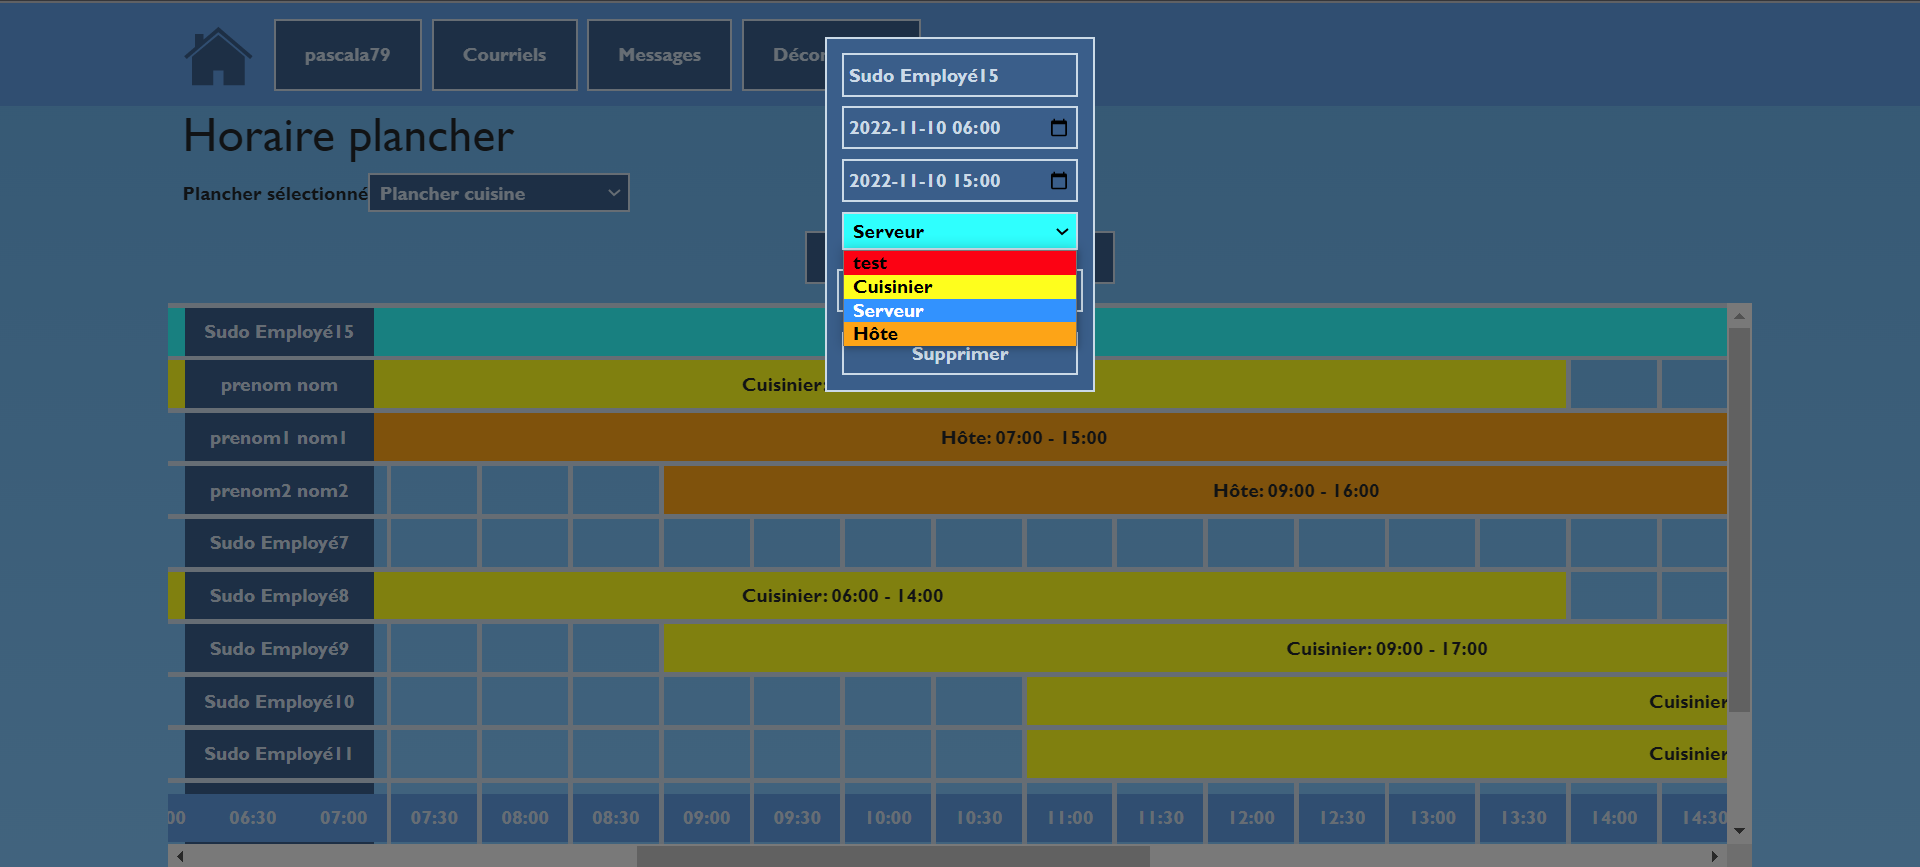 pascala79
Courriels
Messages
Horaire plancher
Plancher sélectionné
Plancher cuisine
Sudo Employé15
2022-11-10 06:00
2022-11-10 15:00
Serveur
test
Cuisinier
Serveur
Hôte
Supprimer
Sudo Employé15
prenom nom
Cuisinier:
prenom1 nom1
Hôte: 07:00 - 15:00
prenom2 nom2
Hôte: 09:00 - 16:00
Sudo Employé7
Sudo Employé8
Cuisinier: 06:00 - 14:00
Sudo Employé9
Cuisinier: 09:00 - 17:00
Sudo Employé10
Cuisinier
Sudo Employé11
Cuisinier
00 06:30 07:00 07:30 08:00 08:30 09:00 09:30 10:00 10:30 11:00 11:30 12:00 12:30 13:00 13:30 14:00 14:30